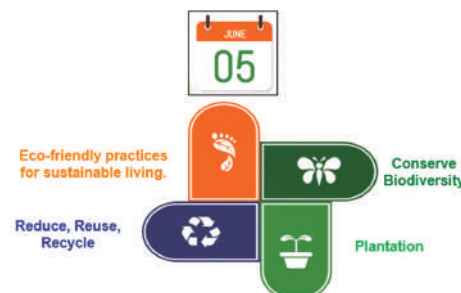 JUNE
05
Eco-friendly practices
for sustainable living.
Conserve
Biodiversity
Reduce, Reuse,
Recycle
Plantation